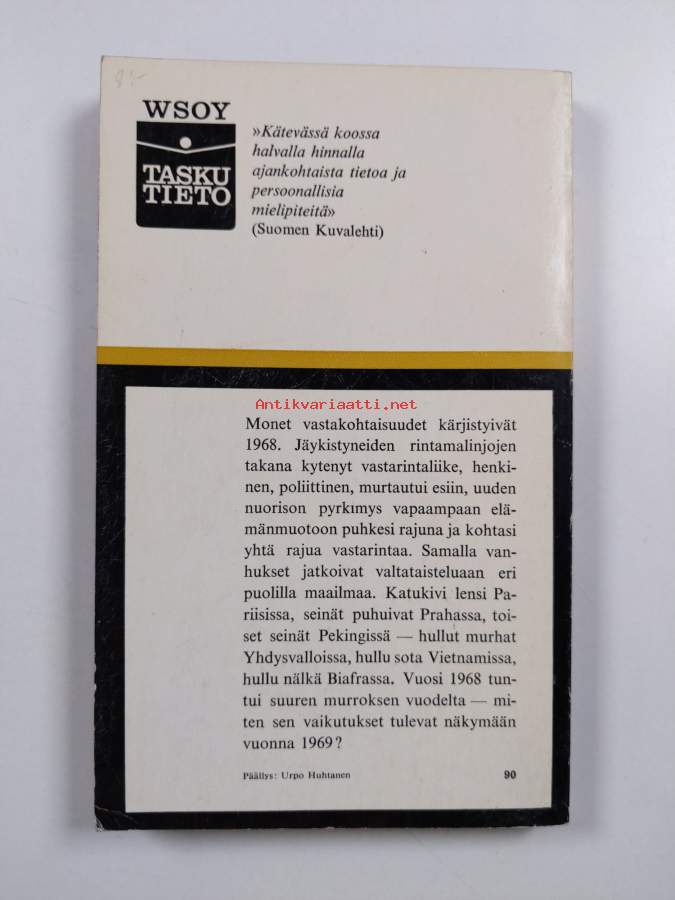 8:-
WSOY
TASKU
TIETO
»Kätevässä koossa
halvalla hinnalla
ajankohtaista tietoa ja
persoonallisia
mielipiteitä»
(Suomen Kuvalehti)
Antikvariaatti.net
Monet vastakohtaisuudet kärjistyivät
1968. Jäykistyneiden rintamalinjojen
takana kytenyt vastarintaliike, henki-
nen, poliittinen, murtautui esiin, uuden
nuorison pyrkimys vapaampaan elä-
mänmuotoon puhkesi rajuna ja kohtasi
yhtä rajua vastarintaa. Samalla van-
hukset jatkoivat valtataisteluaan eri
puolilla maailmaa. Katukivi lensi Pa-
riisissa, seinät puhuivat Prahassa, toi-
set seinät Pekingissä — hullut murhat
Yhdysvalloissa, hullu sota Vietnamissa,
hullu nälkä Biafrassa. Vuosi 1968 tun-
tui suuren murroksen vuodelta — mi-
ten sen vaikutukset tulevat näkymään
vuonna 1969?
Päällys: Urpo Huhtanen 90